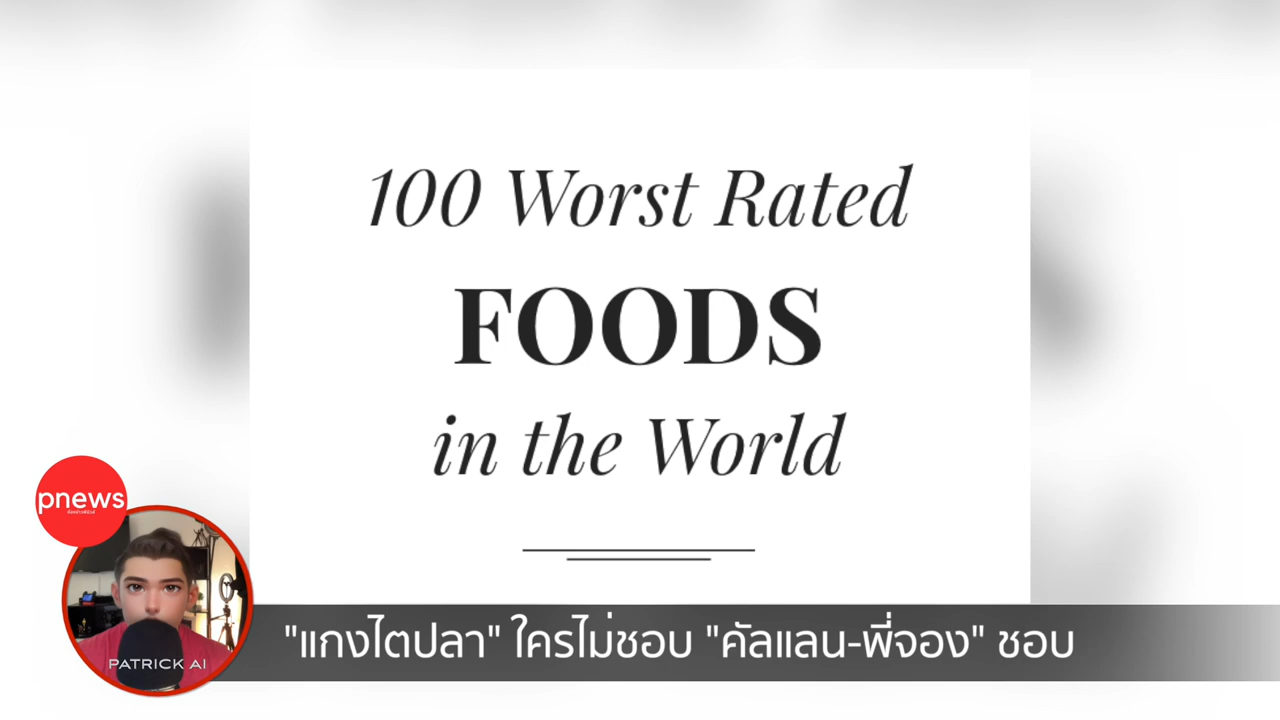 100 Worst Rated
FOODS
in the World
pnews
PATRICK AI
"แกงไตปลา" ใครไม่ชอบ "คัลแลน-พี่จอง" ชอบ